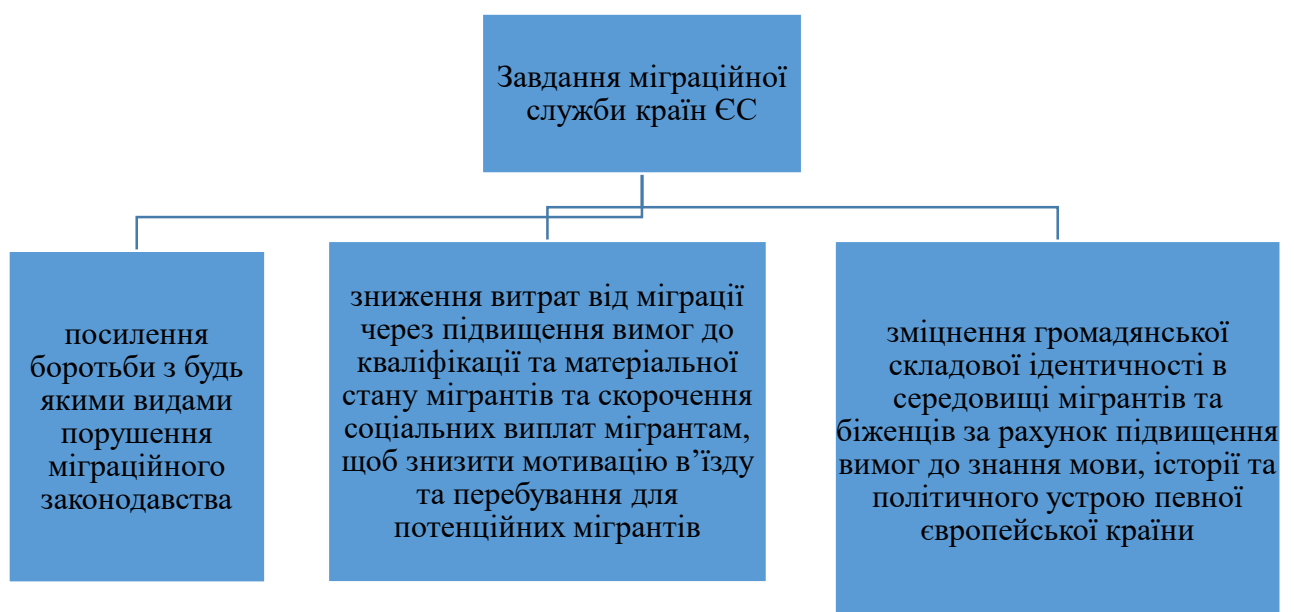 Завдання міграційної
служби країн ЄС
посилення
боротьби з будь
якими видами
порушення
міграційного
законодавства
зниження витрат від міграції
через підвищення вимог до
кваліфікації та матеріальної
стану мігрантів та скорочення
соціальних виплат мігрантам,
щоб знизити мотивацію в’їзду
та перебування для
потенційних мігрантів
зміцнення громадянської
складової ідентичності в
середовищі мігрантів та
біженців за рахунок підвищення
вимог до знання мови, історії та
політичного устрою певної
європейської країни